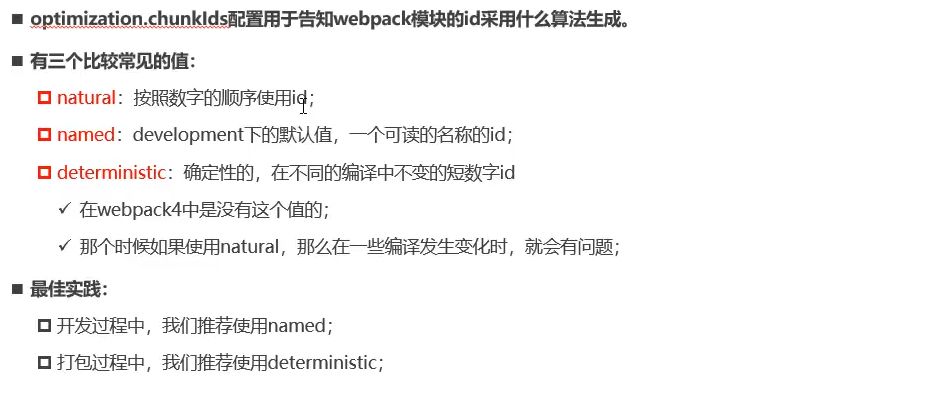 optimization.chunkIds配置用于告知webpack模块的id采用什么算法生成。
有三个比较常见的值：
natural：按照数字的顺序使用id；
named：development下的默认值，一个可读的名称的id；
deterministic：确定性的，在不同的编译中不变的短数字id
在webpack4中是没有这个值的；
那个时候如果使用natural，那么在一些编译发生变化时，就会有问题；
最佳实践：
开发过程中，我们推荐使用named；
打包过程中，我们推荐使用deterministic；